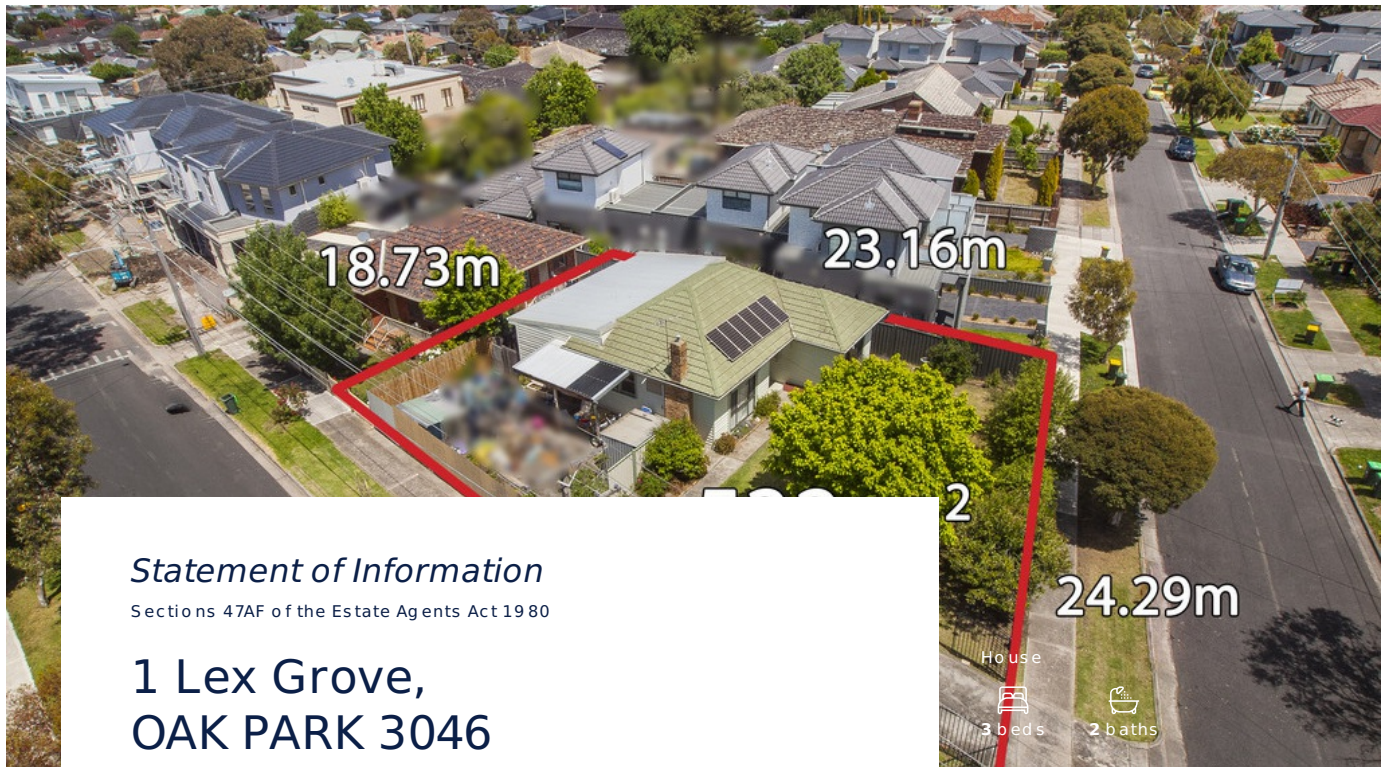 18.73m
23.16m
2
24.29m
Statement of Information
Sections 47AF of the Estate Agents Act 1980
1 Lex Grove,
OAK PARK 3046
House
3 beds
2 baths